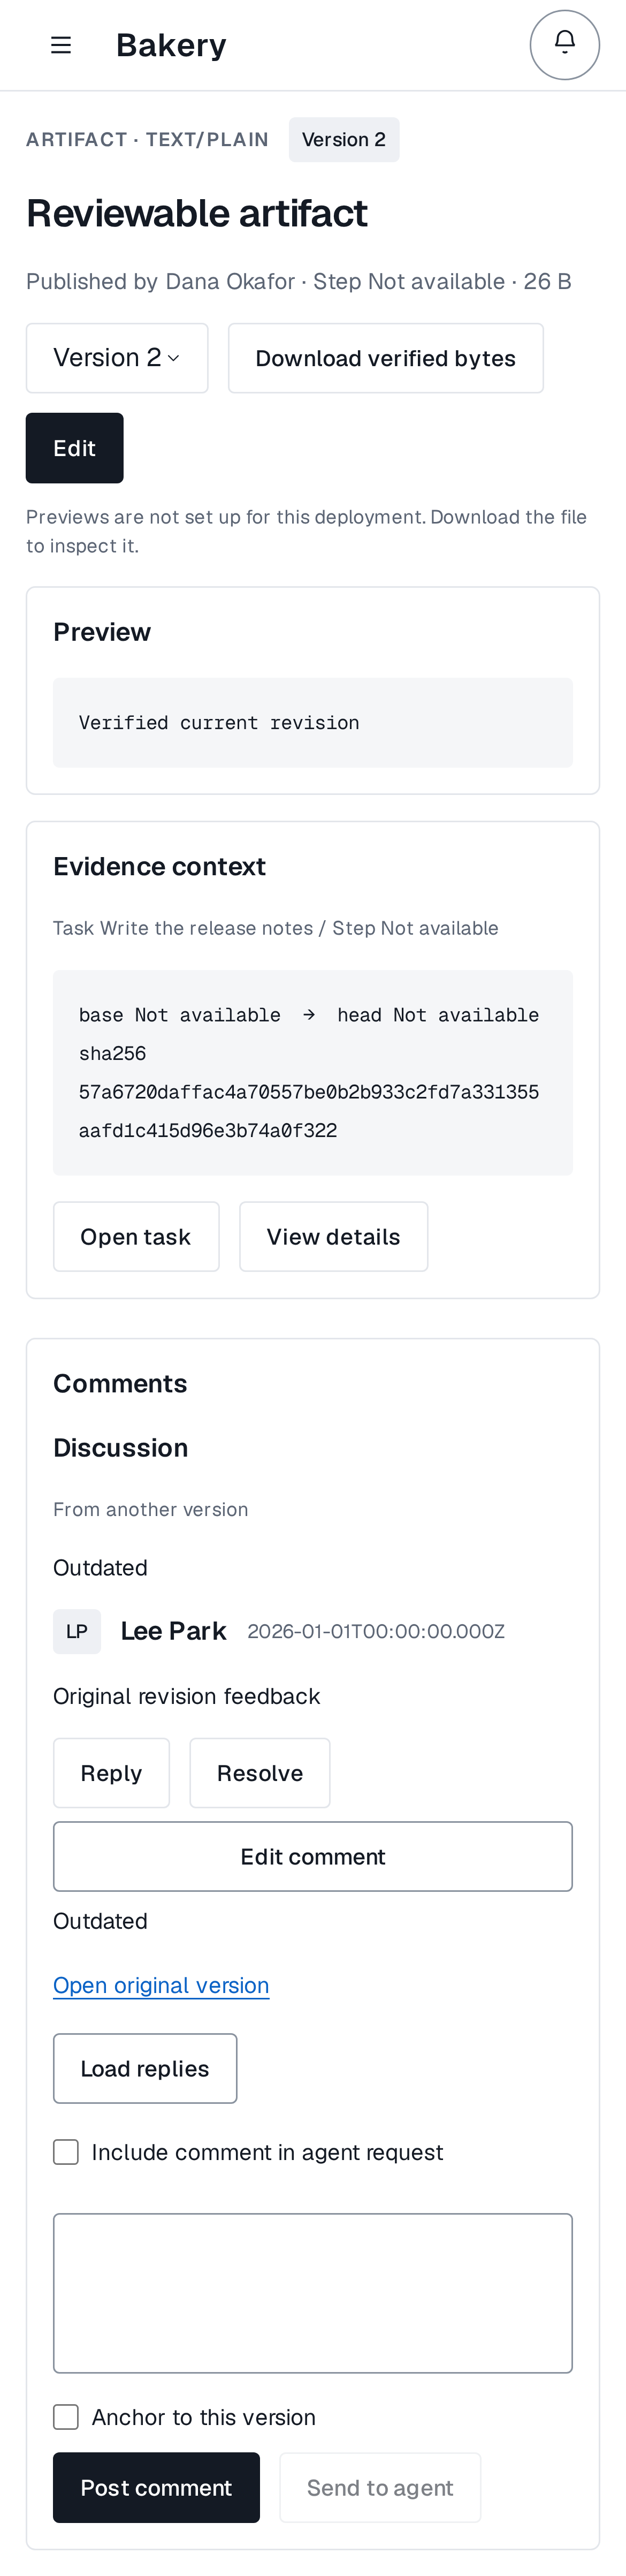 Bakery
ARTIFACT · TEXT/PLAIN Version 2
Reviewable artifact
Published by Dana Okafor · Step Not available · 26 B
Version 2 Download verified bytes
Edit
Previews are not set up for this deployment. Download the file
to inspect it.
Preview
Verified current revision
Evidence context
Task Write the release notes / Step Not available
base Not available → head Not available
sha256
57a6720daffac4a70557be0b2b933c2fd7a331355
aafd1c415d96e3b74a0f322
Open task View details
Comments
Discussion
From another version
Outdated
LP Lee Park 2026-01-01T00:00:00.000Z
Original revision feedback
Reply Resolve
Edit comment
Outdated
Open original version
Load replies
Include comment in agent request
Anchor to this version
Post comment Send to agent